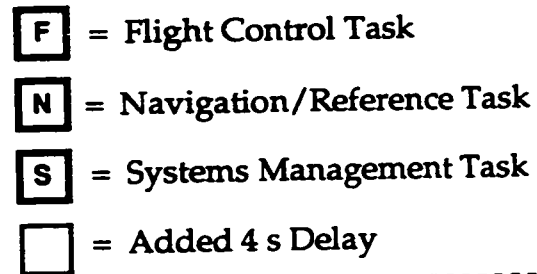 F = Flight Control Task
N = Navigation/Reference Task
S = Systems Management Task
= Added 4 s Delay